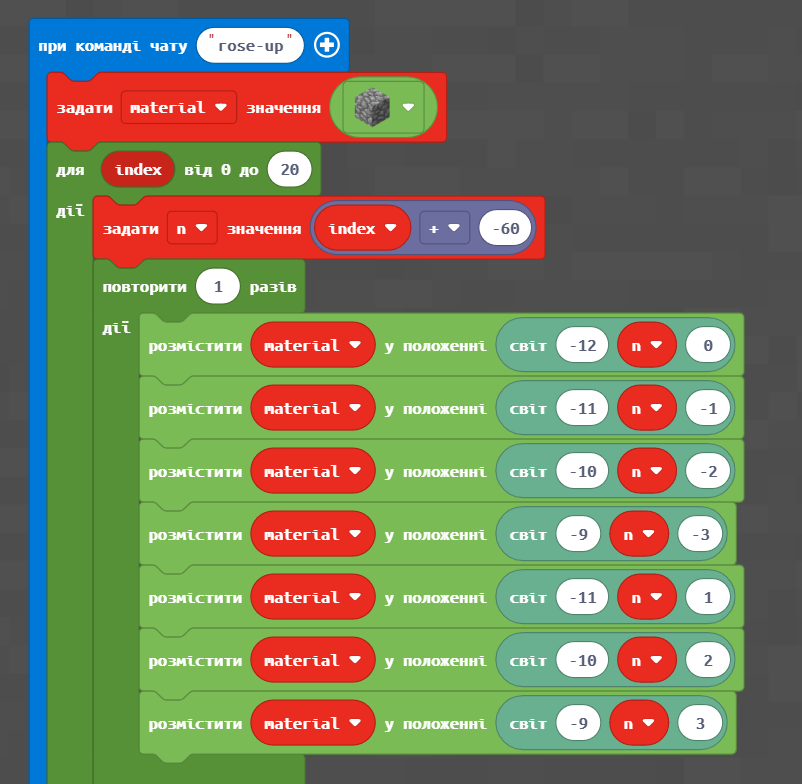 при команді чату "rose-up"
задати material значення
для index від 0 до 20
дії
задати n значення index + -60
повторити 1 разів
дії
розмістити material у положенні світ -12 n 0
розмістити material у положенні світ -11 n -1
розмістити material у положенні світ -10 n -2
розмістити material у положенні світ -9 n -3
розмістити material у положенні світ -11 n 1
розмістити material у положенні світ -10 n 2
розмістити material у положенні світ -9 n 3